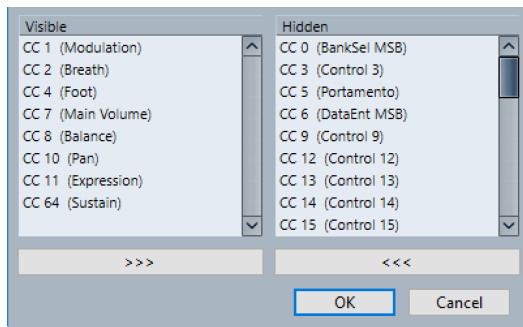 Visible
CC 1 (Modulation)
CC 2 (Breath)
CC 4 (Foot)
CC 7 (Main Volume)
CC 8 (Balance)
CC 10 (Pan)
CC 11 (Expression)
CC 64 (Sustain)
>>>
Hidden
CC 0 (BankSel MSB)
CC 3 (Control 3)
CC 5 (Portamento)
CC 6 (DataEnt MSB)
CC 9 (Control 9)
CC 12 (Control 12)
CC 13 (Control 13)
CC 14 (Control 14)
CC 15 (Control 15)
<<<
OK
Cancel